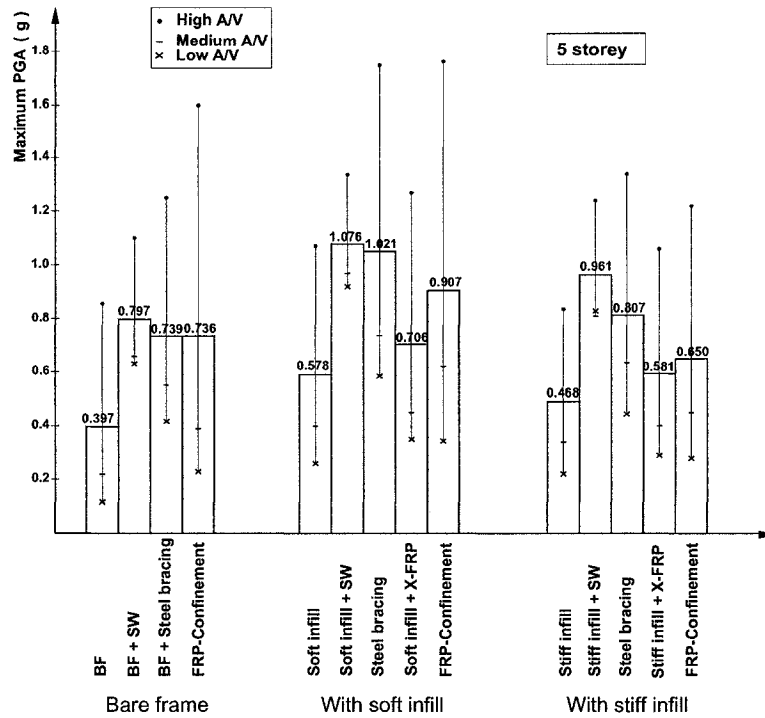 High A/V
Medium A/V
Low A/V
5 storey
Maximum PGA ( g )
1.8
1.6
1.4
1.2
1.0
0.8
0.6
0.4
0.2
0.397
0.797
0.739
0.736
0.578
1.076
1.021
0.706
0.907
0.468
0.961
0.807
0.581
0.650
BF
BF + SW
BF + Steel bracing
FRP-Confinement
Soft infill
Soft infill + SW
Steel bracing
Soft infill + X-FRP
FRP-Confinement
Stiff infill
Stiff infill + SW
Steel bracing
Stiff infill + X-FRP
FRP-Confinement
Bare frame
With soft infill
With stiff infill